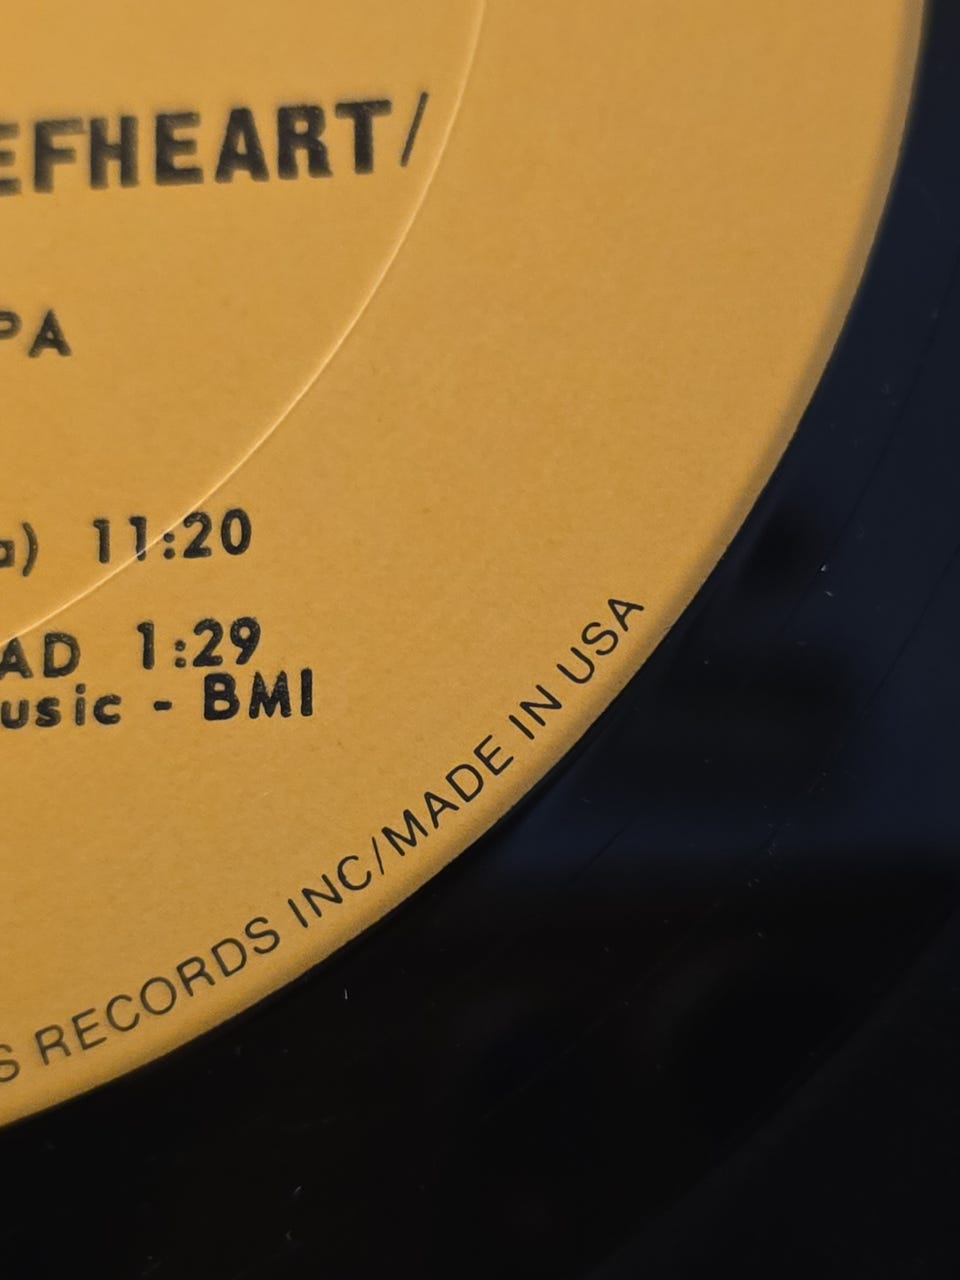 EFHEART/
PA
a) 11:20
AD 1:29
usic - BMI
S RECORDS INC/MADE IN USA